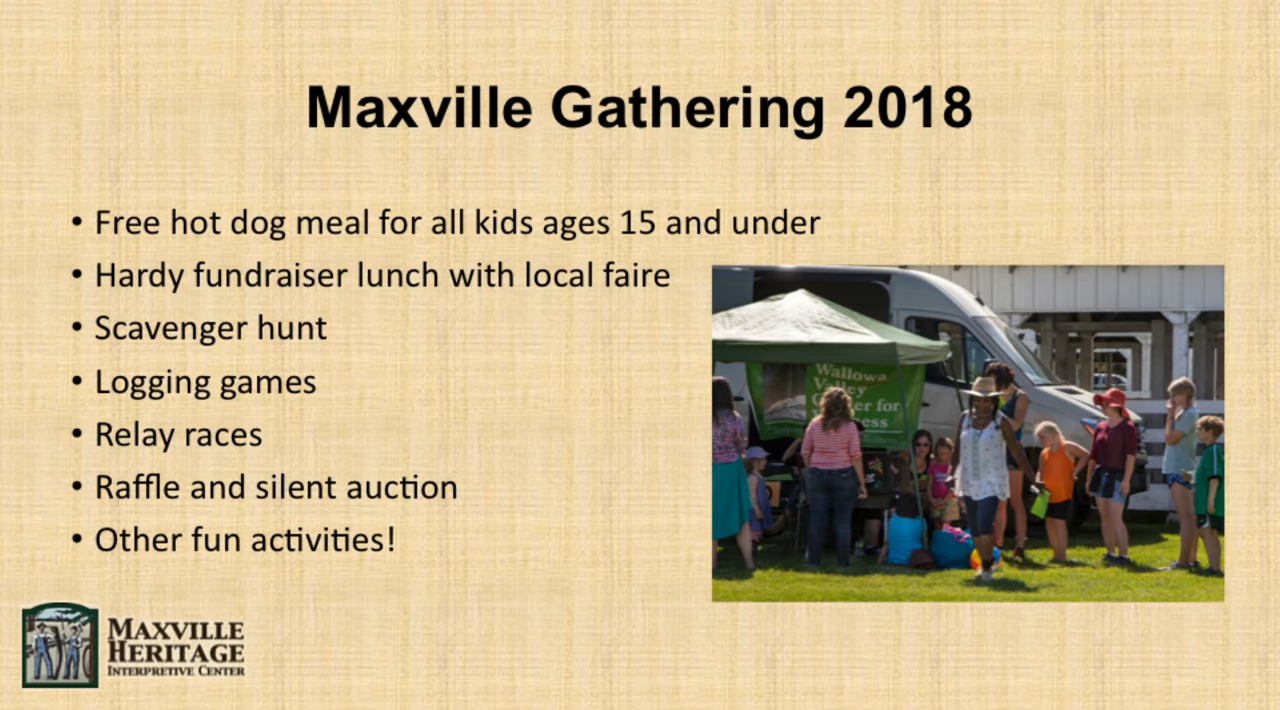 Maxville Gathering 2018
• Free hot dog meal for all kids ages 15 and under
• Hardy fundraiser lunch with local faire
• Scavenger hunt
• Logging games
• Relay races
• Raffle and silent auction
• Other fun activities!
Wallowa
Valley
for
MAXVILLE
HERITAGE
INTERPRETIVE CENTER